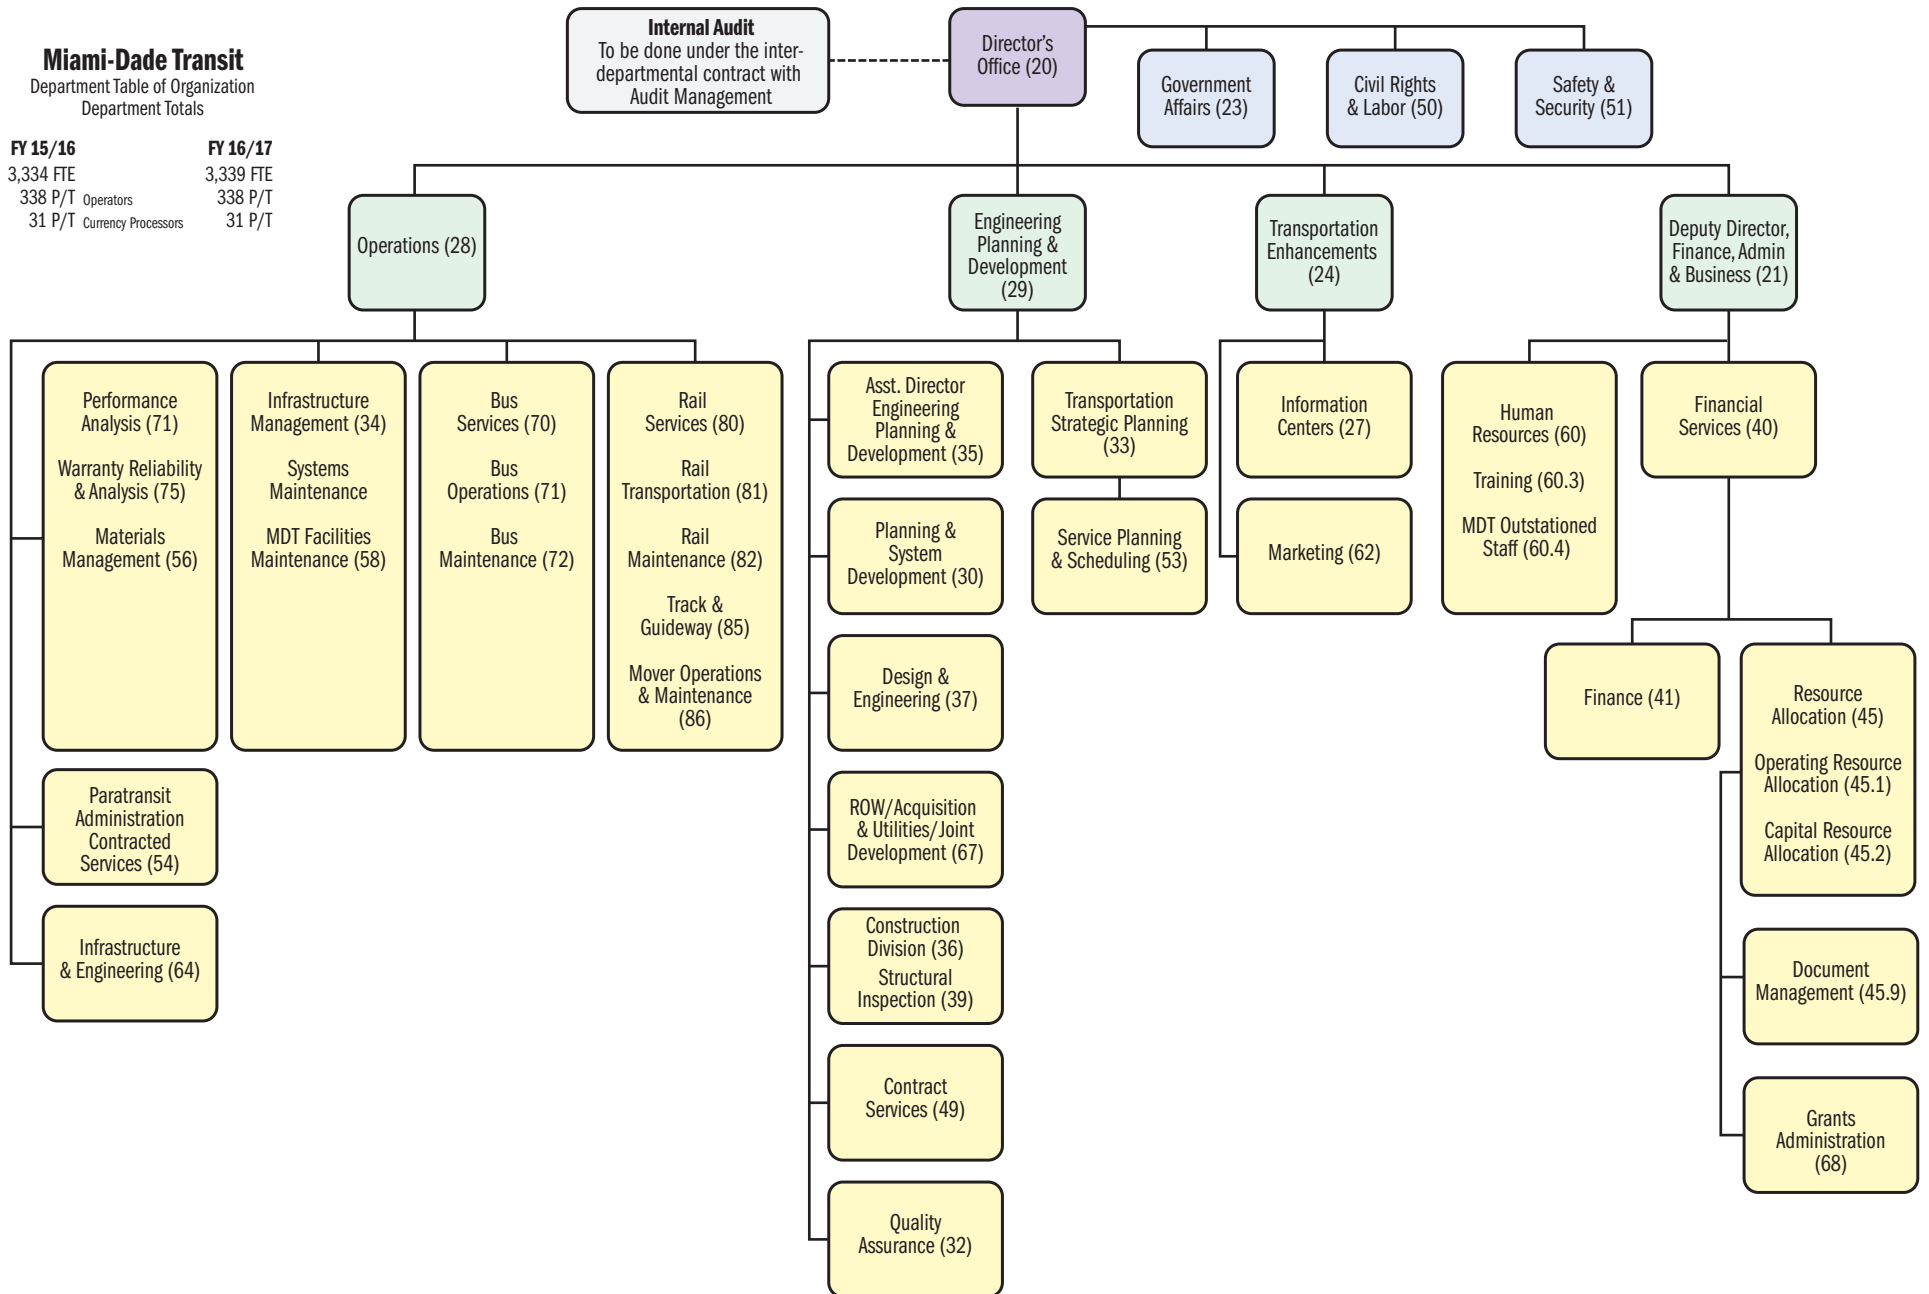 Miami-Dade Transit
Department Table of Organization
Department Totals
FY 15/16 FY 16/17
3,334 FTE 3,339 FTE
338 P/T Operators 338 P/T
31 P/T Currency Processors 31 P/T
Internal Audit
To be done under the inter-
departmental contract with
Audit Management
Director's
Office (20)
Government
Affairs (23)
Civil Rights
& Labor (50)
Safety &
Security (51)
Operations (28)
Engineering
Planning &
Development
(29)
Transportation
Enhancements
(24)
Deputy Director,
Finance, Admin
& Business (21)
Performance
Analysis (71)
Warranty Reliability
& Analysis (75)
Materials
Management (56)
Infrastructure
Management (34)
Systems
Maintenance
MDT Facilities
Maintenance (58)
Bus
Services (70)
Bus
Operations (71)
Bus
Maintenance (72)
Rail
Services (80)
Rail
Transportation (81)
Rail
Maintenance (82)
Track &
Guideway (85)
Mover Operations
& Maintenance
(86)
Paratransit
Administration
Contracted
Services (54)
Infrastructure
& Engineering (64)
Asst. Director
Engineering
Planning &
Development (35)
Transportation
Strategic Planning
(33)
Planning &
System
Development (30)
Service Planning
& Scheduling (53)
Design &
Engineering (37)
ROW/Acquisition
& Utilities/Joint
Development (67)
Construction
Division (36)
Structural
Inspection (39)
Contract
Services (49)
Quality
Assurance (32)
Information
Centers (27)
Marketing (62)
Human
Resources (60)
Training (60.3)
MDT Outstationed
Staff (60.4)
Financial
Services (40)
Finance (41)
Resource
Allocation (45)
Operating Resource
Allocation (45.1)
Capital Resource
Allocation (45.2)
Document
Management (45.9)
Grants
Administration
(68)